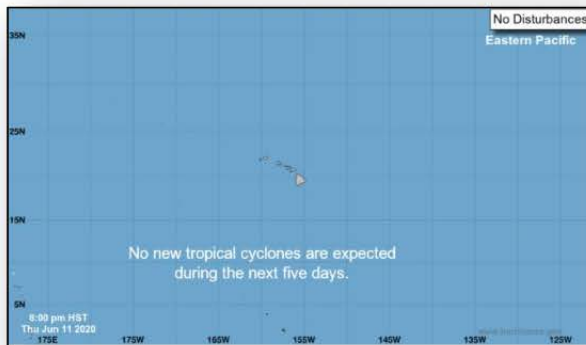 No Disturbances
Eastern Pacific
35N
25N
15N
No new tropical cyclones are expected
during the next five days.
5N
8:00 pm HST
Thu Jun 11 2020
175E
175W
165W
155W
145W
135W
125W